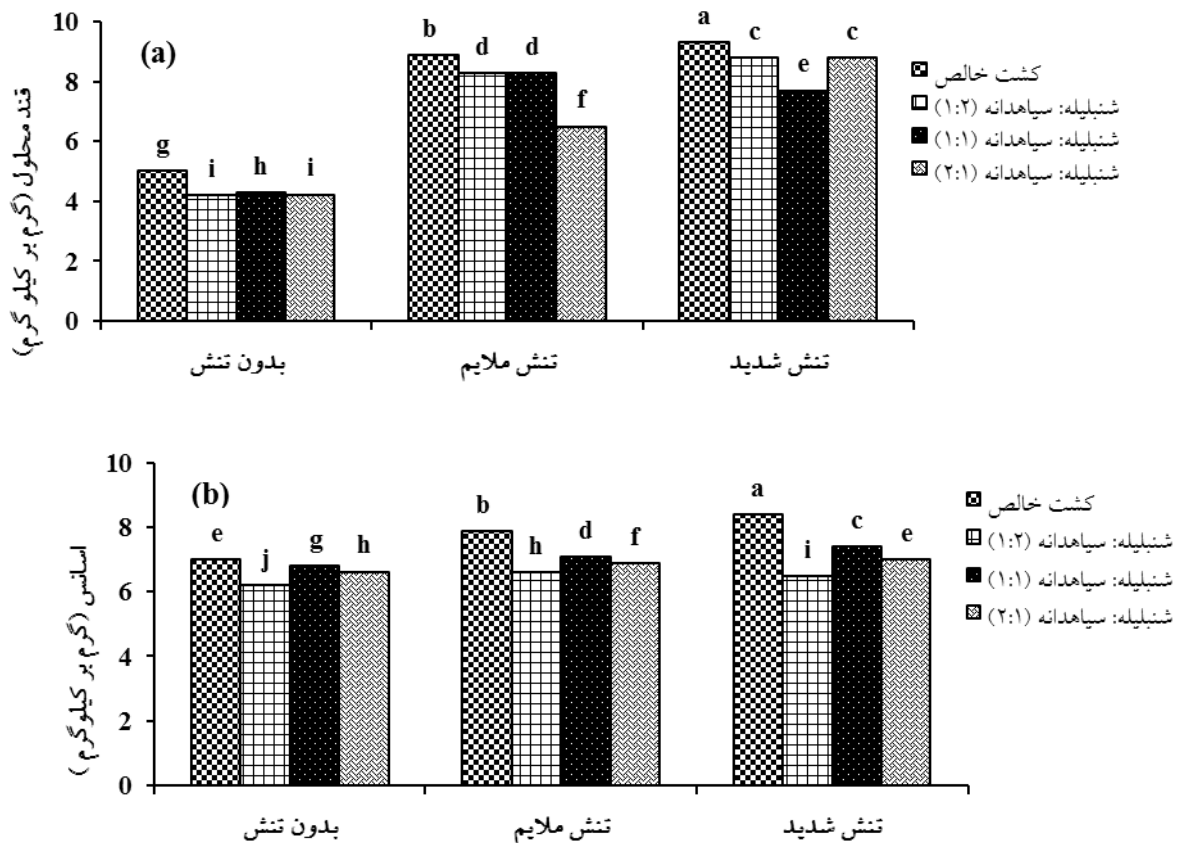 (a)
قند محلول (گرم بر کیلو گرم)
10
8
6
4
2
0
g i h i
b d d f
a c e c
بدون تنش
تنش ملایم
تنش شدید
کشت خالص
شنبلیله: سیاهدانه (۱:۲)
شنبلیله: سیاهدانه (۱:۱)
شنبلیله: سیاهدانه (۲:۱)
(b)
اسانس (گرم بر کیلوگرم )
10
8
6
4
2
0
e j g h
b h d f
a i c e
بدون تنش
تنش ملایم
تنش شدید
کشت خالص
شنبلیله: سیاهدانه (۱:۲)
شنبلیله: سیاهدانه (۱:۱)
شنبلیله: سیاهدانه (۲:۱)